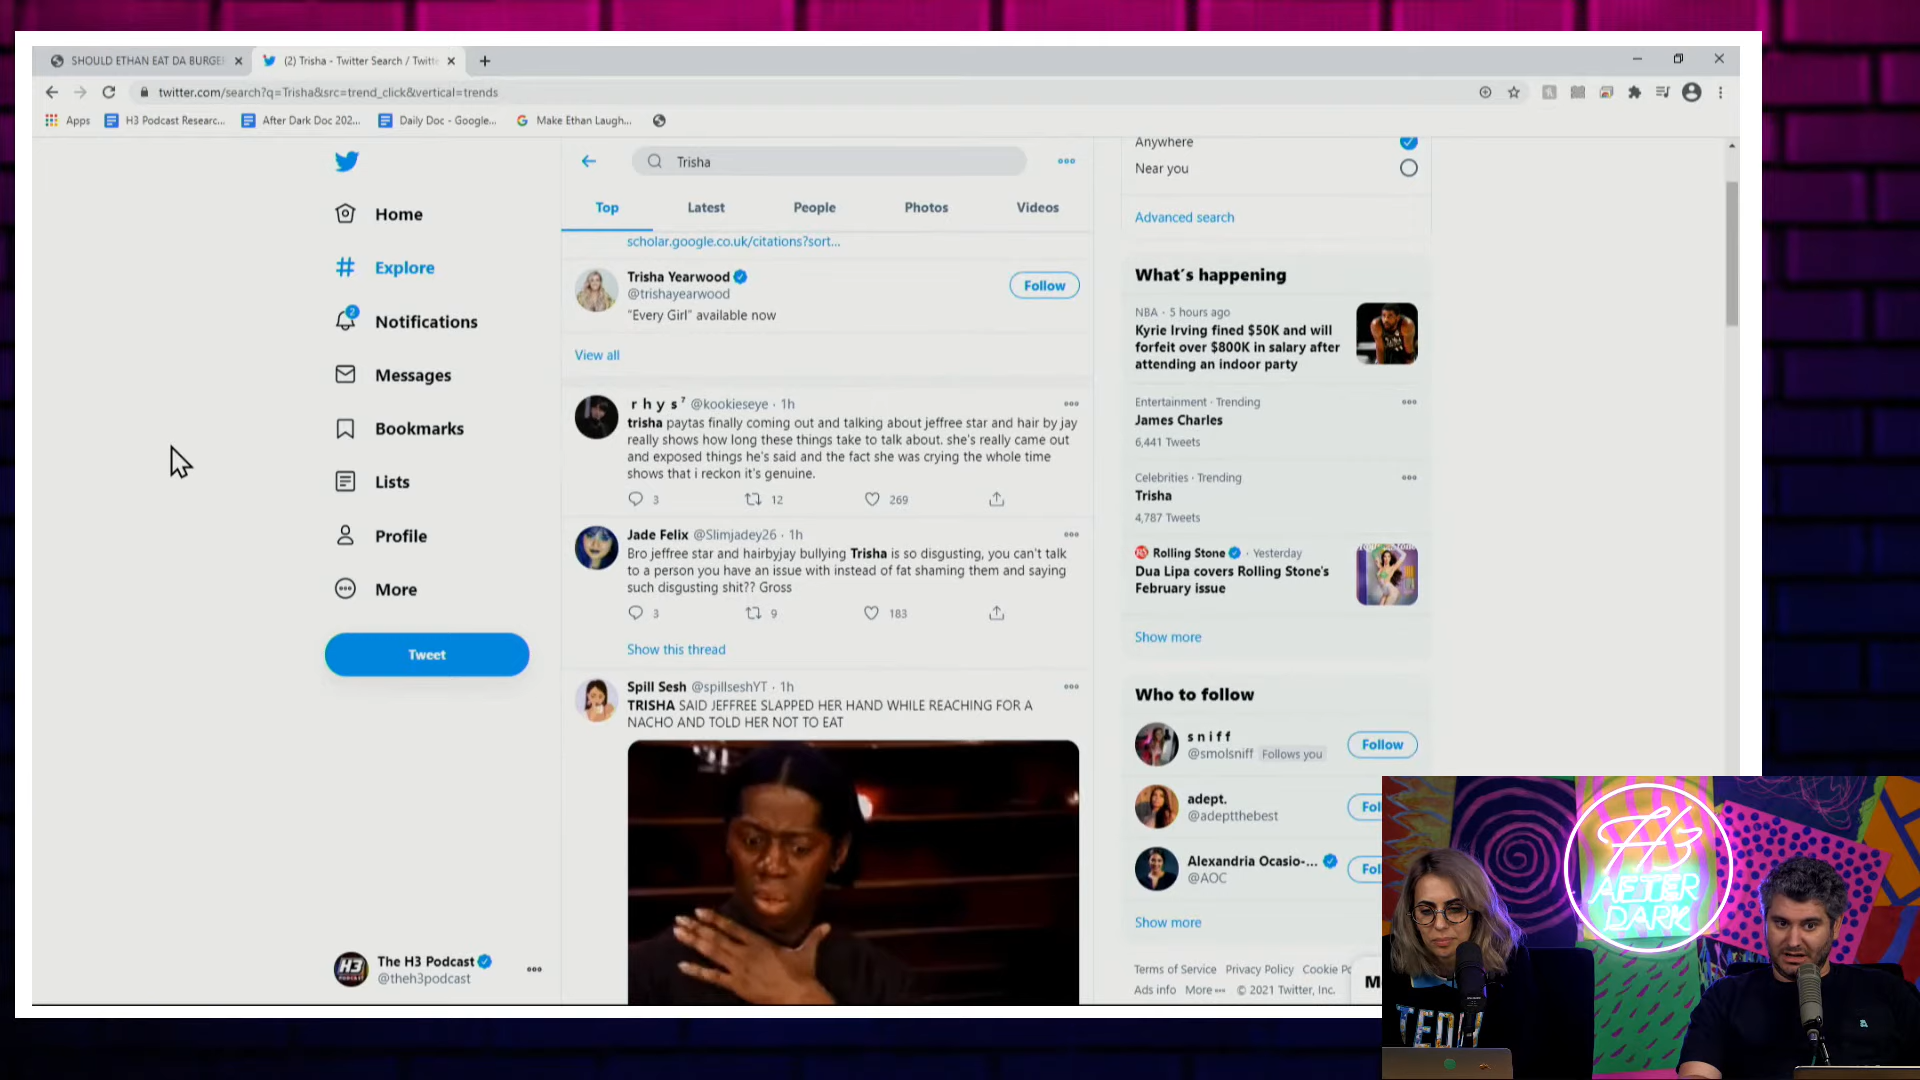 SHOULD ETHAN EAT DA BURGE
(2) Trisha - Twitter Search / Twitt
twitter.com/search?q=Trisha&src=trend_click&vertical=trends
Apps
H3 Podcast Researc...
After Dark Doc 202...
Daily Doc - Google...
Make Ethan Laugh...
Home
Explore
2
Notifications
Messages
Bookmarks
Lists
Profile
More
Tweet
The H3 Podcast
@theh3podcast
Trisha
Top
Latest
People
Photos
Videos
scholar.google.co.uk/citations?sort...
Trisha Yearwood
@trishayearwood
"Every Girl" available now
Follow
View all
r h y s ⁷ @kookieseye · 1h
trisha paytas finally coming out and talking about jeffree star and hair by jay
really shows how long these things take to talk about. she's really came out
and exposed things he's said and the fact she was crying the whole time
shows that i reckon it's genuine.
3
12
269
Jade Felix @Slimjadey26 · 1h
Bro jeffree star and hairbyjay bullying Trisha is so disgusting, you can't talk
to a person you have an issue with instead of fat shaming them and saying
such disgusting shit?? Gross
3
9
183
Show this thread
Spill Sesh @spillseshYT · 1h
TRISHA SAID JEFFREE SLAPPED HER HAND WHILE REACHING FOR A
NACHO AND TOLD HER NOT TO EAT
Anywhere
Near you
Advanced search
What's happening
NBA · 5 hours ago
Kyrie Irving fined $50K and will
forfeit over $800K in salary after
attending an indoor party
Entertainment · Trending
James Charles
6,441 Tweets
Celebrities · Trending
Trisha
4,787 Tweets
Rolling Stone · Yesterday
Dua Lipa covers Rolling Stone's
February issue
Show more
Who to follow
s n i f f
@smolsniff Follows you
Follow
adept.
@adeptthebest
Fol
Alexandria Ocasio-...
@AOC
Fol
Show more
Terms of Service Privacy Policy Cookie Po
Ads info More © 2021 Twitter, Inc.
M
H3
AFTER
DARK